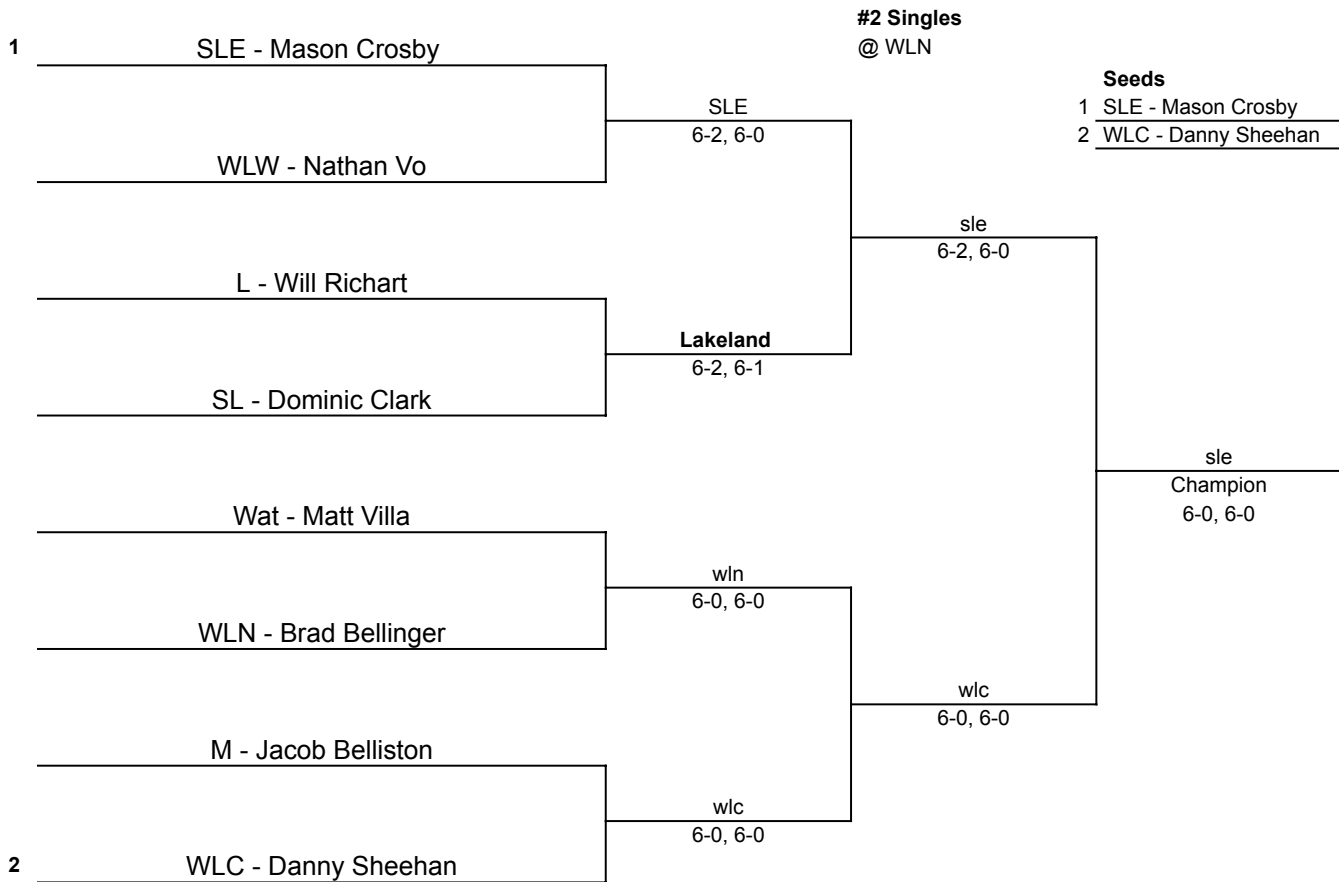 #2 Singles
@ WLN
1
SLE - Mason Crosby
Seeds
1 SLE - Mason Crosby
2 WLC - Danny Sheehan
SLE
6-2, 6-0
WLW - Nathan Vo
sle
6-2, 6-0
L - Will Richart
Lakeland
6-2, 6-1
SL - Dominic Clark
sle
Champion
6-0, 6-0
Wat - Matt Villa
wln
6-0, 6-0
WLN - Brad Bellinger
wlc
6-0, 6-0
M - Jacob Belliston
wlc
6-0, 6-0
2
WLC - Danny Sheehan